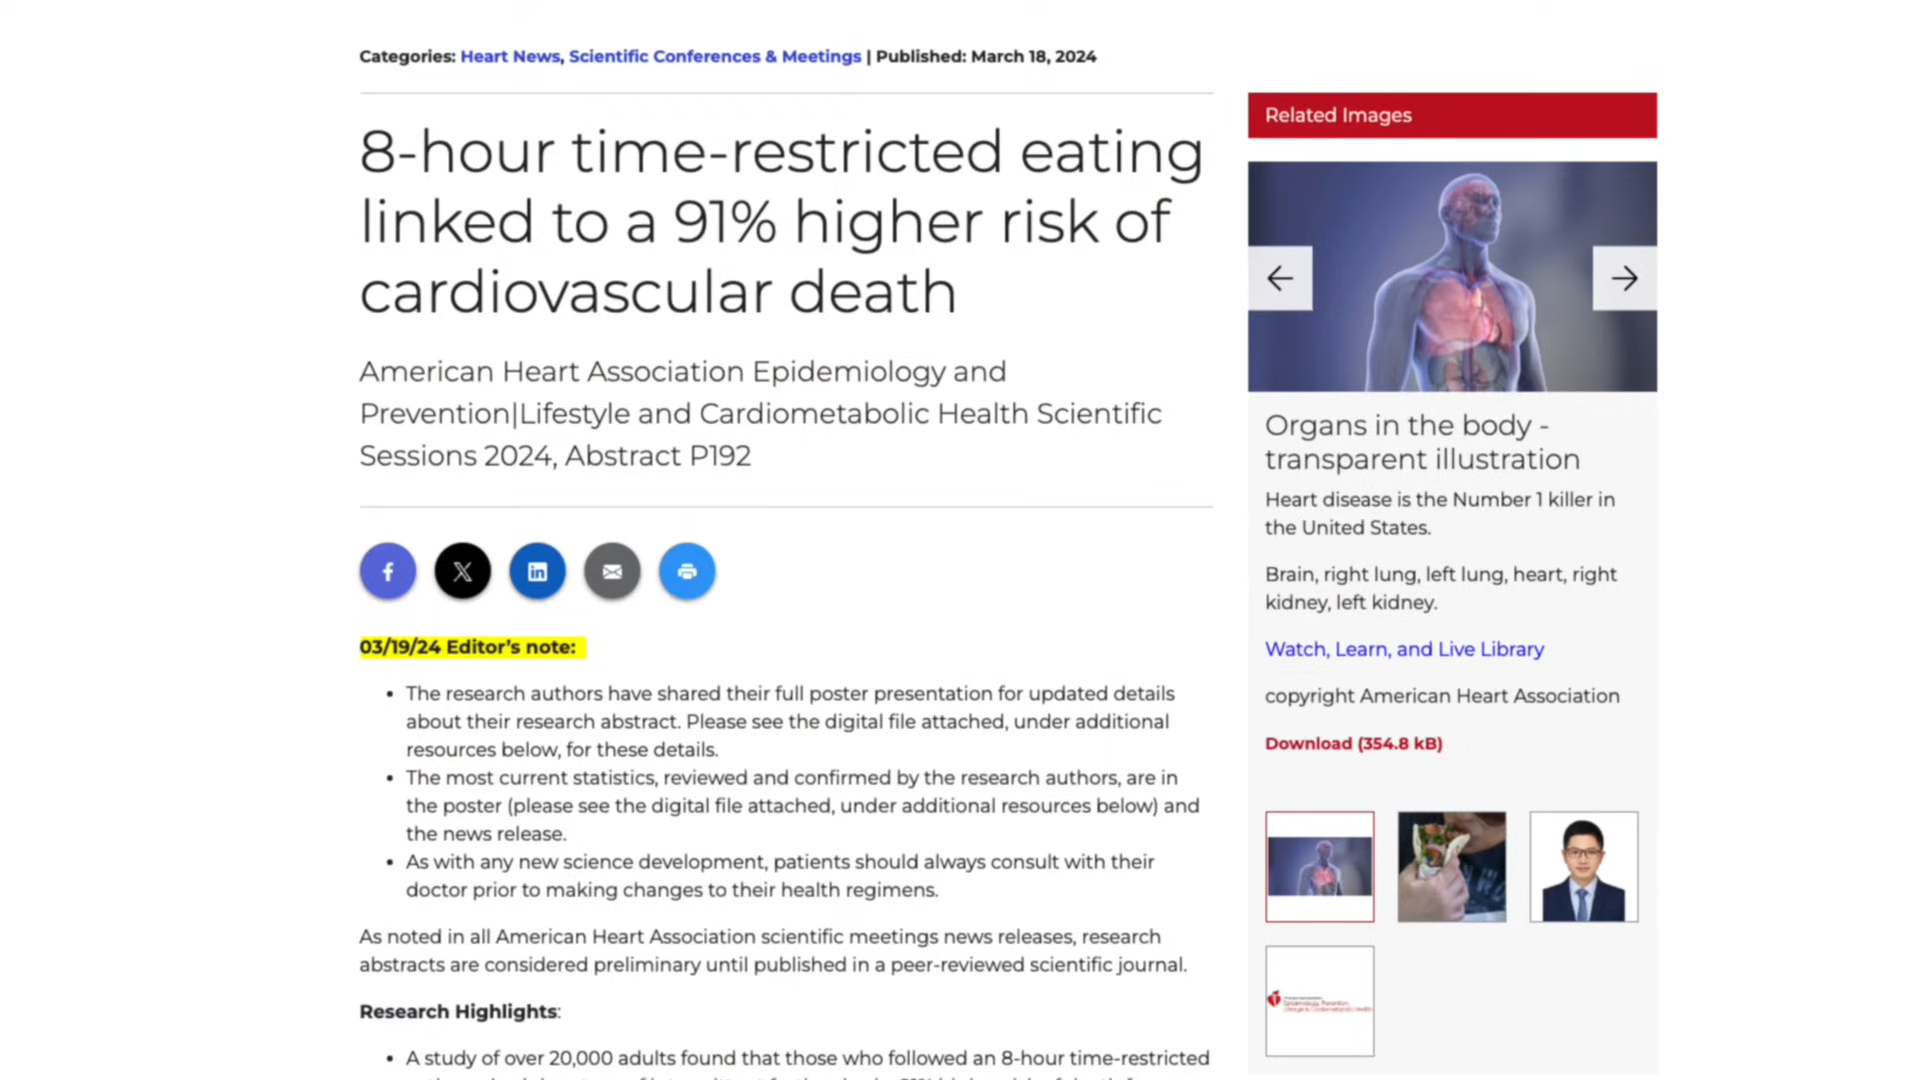 Categories: Heart News, Scientific Conferences & Meetings | Published: March 18, 2024
8-hour time-restricted eating
linked to a 91% higher risk of
cardiovascular death
American Heart Association Epidemiology and
Prevention|Lifestyle and Cardiometabolic Health Scientific
Sessions 2024, Abstract P192
03/19/24 Editor's note:
• The research authors have shared their full poster presentation for updated details
about their research abstract. Please see the digital file attached, under additional
resources below, for these details.
• The most current statistics, reviewed and confirmed by the research authors, are in
the poster (please see the digital file attached, under additional resources below) and
the news release.
• As with any new science development, patients should always consult with their
doctor prior to making changes to their health regimens.
As noted in all American Heart Association scientific meetings news releases, research
abstracts are considered preliminary until published in a peer-reviewed scientific journal.
Research Highlights:
• A study of over 20,000 adults found that those who followed an 8-hour time-restricted
Related Images
Organs in the body -
transparent illustration
Heart disease is the Number 1 killer in
the United States.
Brain, right lung, left lung, heart, right
kidney, left kidney.
Watch, Learn, and Live Library
copyright American Heart Association
Download (354.8 kB)